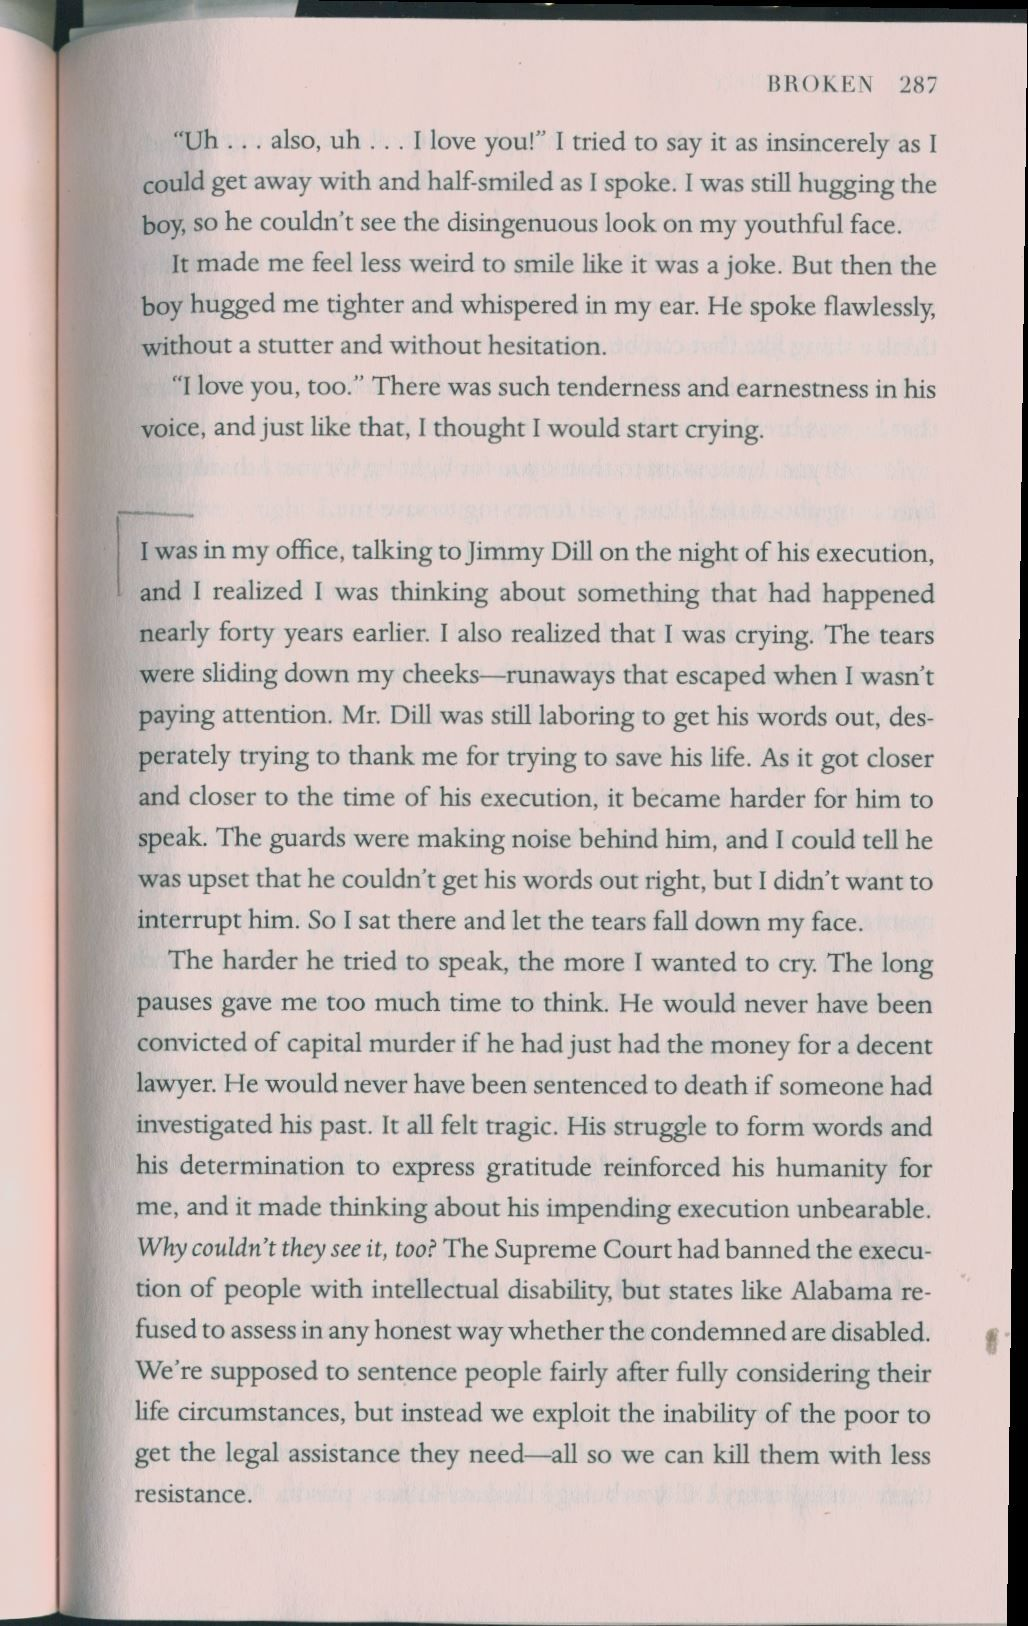 BROKEN 287
“Uh . . . also, uh . . . I love you!” I tried to say it as insincerely as I
could get away with and half-smiled as I spoke. I was still hugging the
boy, so he couldn’t see the disingenuous look on my youthful face.
It made me feel less weird to smile like it was a joke. But then the
boy hugged me tighter and whispered in my ear. He spoke flawlessly,
without a stutter and without hesitation.
“I love you, too.” There was such tenderness and earnestness in his
voice, and just like that, I thought I would start crying.
I was in my office, talking to Jimmy Dill on the night of his execution,
and I realized I was thinking about something that had happened
nearly forty years earlier. I also realized that I was crying. The tears
were sliding down my cheeks—runaways that escaped when I wasn’t
paying attention. Mr. Dill was still laboring to get his words out, des-
perately trying to thank me for trying to save his life. As it got closer
and closer to the time of his execution, it became harder for him to
speak. The guards were making noise behind him, and I could tell he
was upset that he couldn’t get his words out right, but I didn’t want to
interrupt him. So I sat there and let the tears fall down my face.
The harder he tried to speak, the more I wanted to cry. The long
pauses gave me too much time to think. He would never have been
convicted of capital murder if he had just had the money for a decent
lawyer. He would never have been sentenced to death if someone had
investigated his past. It all felt tragic. His struggle to form words and
his determination to express gratitude reinforced his humanity for
me, and it made thinking about his impending execution unbearable.
Why couldn’t they see it, too? The Supreme Court had banned the execu-
tion of people with intellectual disability, but states like Alabama re-
fused to assess in any honest way whether the condemned are disabled.
We’re supposed to sentence people fairly after fully considering their
life circumstances, but instead we exploit the inability of the poor to
get the legal assistance they need—all so we can kill them with less
resistance.